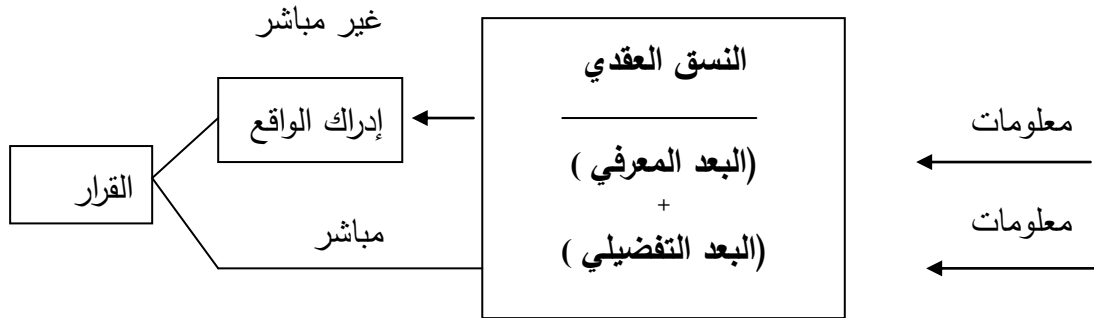 غير مباشر
النسق العقدي
معلومات
إدراك الواقع
(البعد المعرفي )
القرار
+
معلومات
مباشر
(البعد التفضيلي )